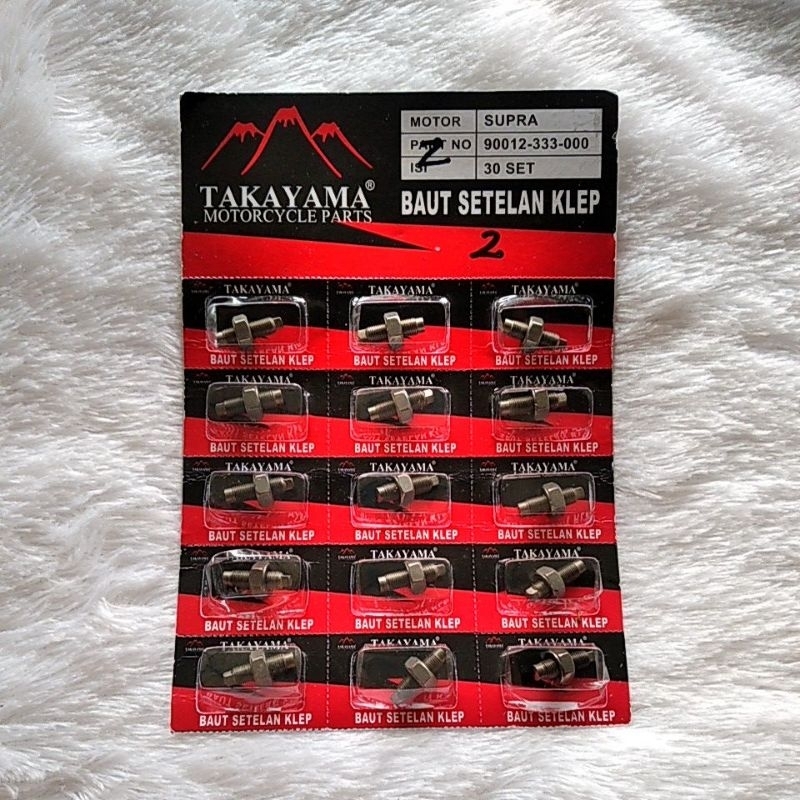 TAKAYAMA®
MOTORCYCLE PARTS
MOTOR SUPRA
PART NO 90012-333-000
ISI 30 SET
2
BAUT SETELAN KLEP
2
TAKAYAMA TAKAYAMA TAKAYAMA
BAUT SETELAN KLEP BAUT SETELAN KLEP BAUT SETELAN KLEP
TAKAYAMA TAKAYAMA TAKAYAMA
BAUT SETELAN KLEP BAUT SETELAN KLEP BAUT SETELAN KLEP
TAKAYAMA TAKAYAMA TAKAYAMA
BAUT SETELAN KLEP BAUT SETELAN KLEP BAUT SETELAN KLEP
TAKAYAMA TAKAYAMA TAKAYAMA
BAUT SETELAN KLEP BAUT SETELAN KLEP BAUT SETELAN KLEP
TAKAYAMA TAKAYAMA TAKAYAMA
BAUT SETELAN KLEP BAUT SETELAN KLEP BAUT SETELAN KLEP